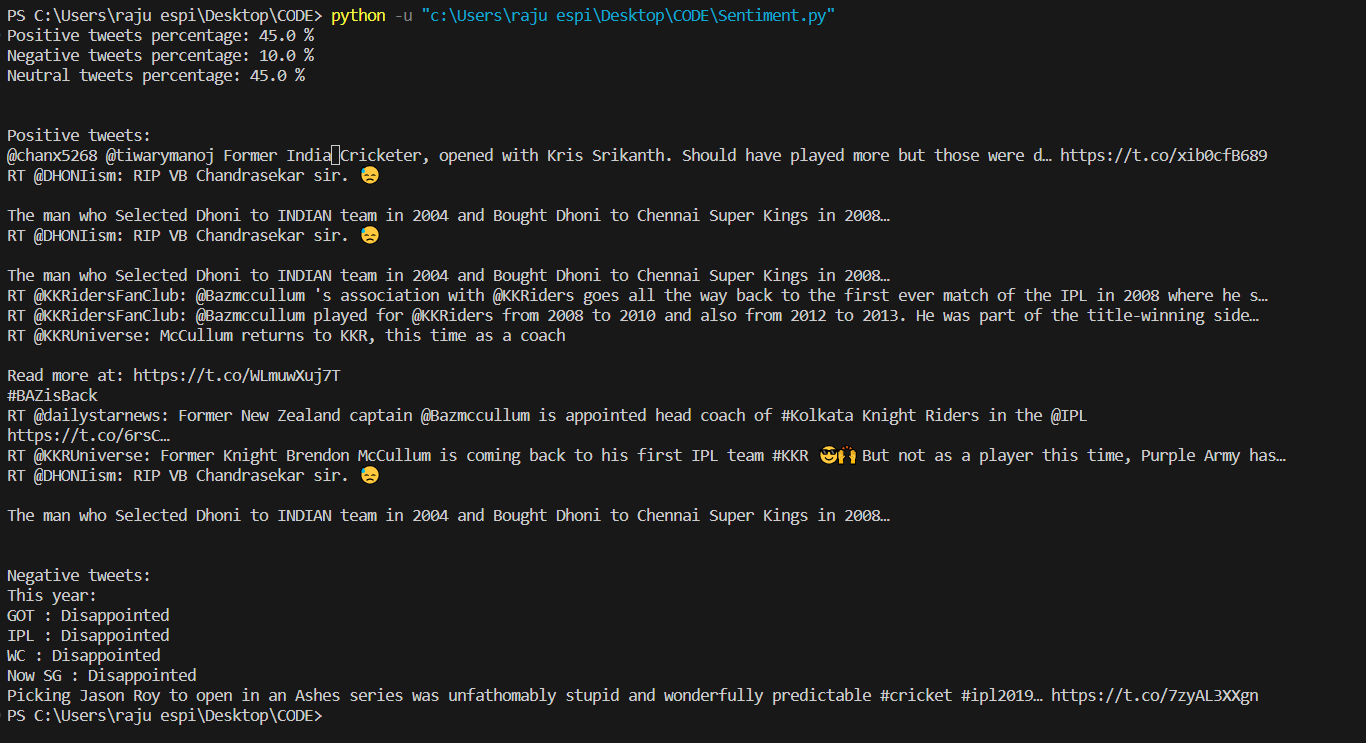 PS C:\Users\raju espi\Desktop\CODE> python -u "c:\Users\raju espi\Desktop\CODE\Sentiment.py"
Positive tweets percentage: 45.0 %
Negative tweets percentage: 10.0 %
Neutral tweets percentage: 45.0 %
Positive tweets:
@chanx5268 @tiwarymanoj Former India Cricketer, opened with Kris Srikanth. Should have played more but those were d… https://t.co/xib0cfB689
RT @DHONIism: RIP VB Chandrasekar sir. 😓
The man who Selected Dhoni to INDIAN team in 2004 and Bought Dhoni to Chennai Super Kings in 2008…
RT @DHONIism: RIP VB Chandrasekar sir. 😓
The man who Selected Dhoni to INDIAN team in 2004 and Bought Dhoni to Chennai Super Kings in 2008…
RT @KKRidersFanClub: @Bazmccullum 's association with @KKRiders goes all the way back to the first ever match of the IPL in 2008 where he s…
RT @KKRidersFanClub: @Bazmccullum played for @KKRiders from 2008 to 2010 and also from 2012 to 2013. He was part of the title-winning side…
RT @KKRUniverse: McCullum returns to KKR, this time as a coach
Read more at: https://t.co/WLmuwXuj7T
#BAZisBack
RT @dailystarnews: Former New Zealand captain @Bazmccullum is appointed head coach of #Kolkata Knight Riders in the @IPL
https://t.co/6rsC…
RT @KKRUniverse: Former Knight Brendon McCullum is coming back to his first IPL team #KKR 😎🙌 But not as a player this time, Purple Army has…
RT @DHONIism: RIP VB Chandrasekar sir. 😓
The man who Selected Dhoni to INDIAN team in 2004 and Bought Dhoni to Chennai Super Kings in 2008…
Negative tweets:
This year:
GOT : Disappointed
IPL : Disappointed
WC : Disappointed
Now SG : Disappointed
Picking Jason Roy to open in an Ashes series was unfathomably stupid and wonderfully predictable #cricket #ipl2019… https://t.co/7zyAL3XXgn
PS C:\Users\raju espi\Desktop\CODE>